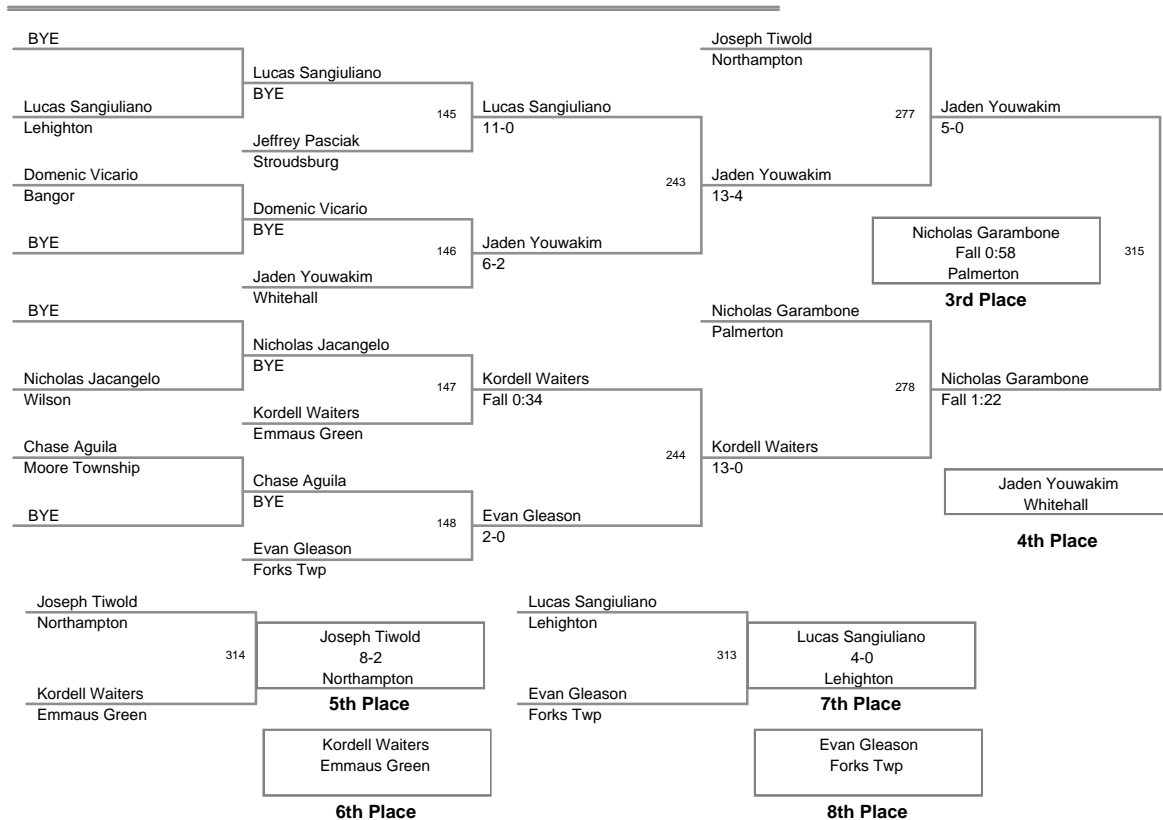 BYE
Lucas Sangiuliano
BYE
Lucas Sangiuliano
Lehighton
145
Lucas Sangiuliano
11-0
Jeffrey Pasciak
Stroudsburg
Domenic Vicario
Bangor
Domenic Vicario
BYE
BYE
146
Jaden Youwakim
6-2
Jaden Youwakim
Whitehall
243
Jaden Youwakim
13-4
Joseph Tiwold
Northampton
277
Jaden Youwakim
5-0
BYE
Nicholas Jacangelo
BYE
Nicholas Jacangelo
Wilson
147
Kordell Waiters
Fall 0:34
Kordell Waiters
Emmaus Green
Chase Aguila
Moore Township
Chase Aguila
BYE
BYE
148
Evan Gleason
2-0
Evan Gleason
Forks Twp
244
Kordell Waiters
13-0
Nicholas Garambone
Palmerton
278
Nicholas Garambone
Fall 1:22
315
Nicholas Garambone
Fall 0:58
Palmerton
3rd Place
Jaden Youwakim
Whitehall
4th Place
Joseph Tiwold
Northampton
314
Kordell Waiters
Emmaus Green
Joseph Tiwold
8-2
Northampton
5th Place
Kordell Waiters
Emmaus Green
6th Place
Lucas Sangiuliano
Lehighton
313
Evan Gleason
Forks Twp
Lucas Sangiuliano
4-0
Lehighton
7th Place
Evan Gleason
Forks Twp
8th Place